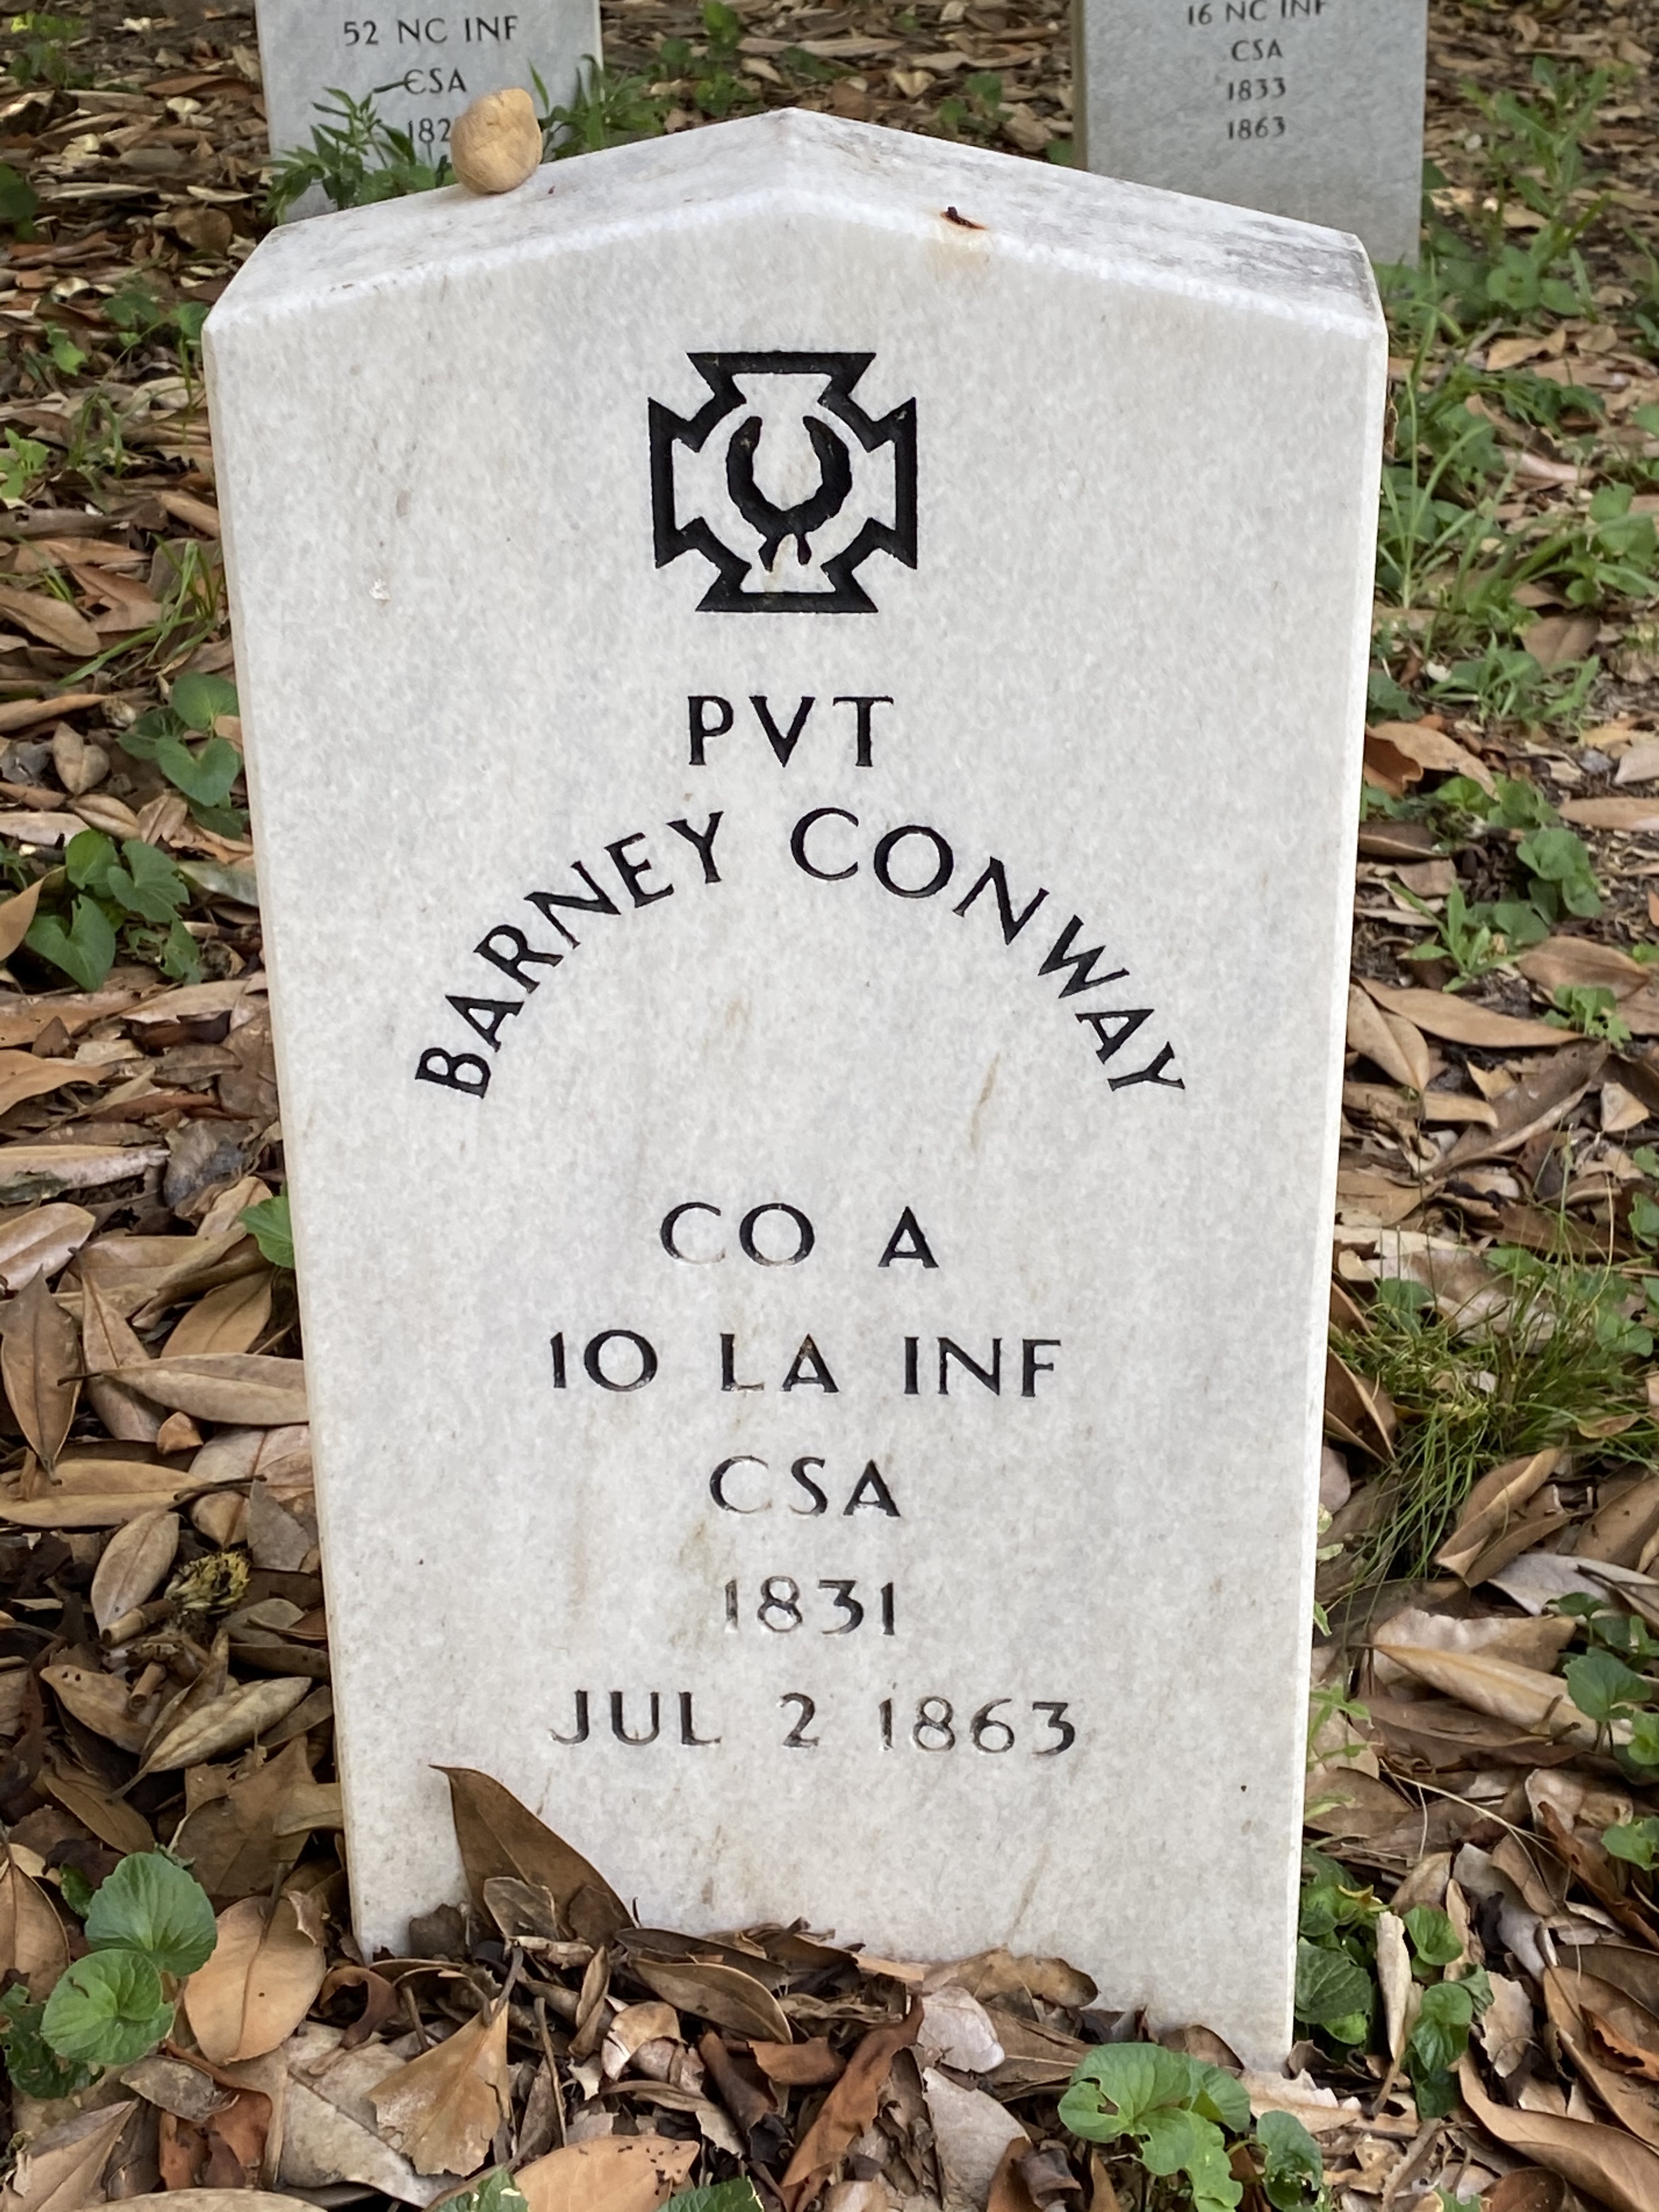 52 NC INF
CSA
16 NC INF
CSA
1833
1863
PVT
BARNEY CONWAY
CO A
10 LA INF
CSA
1831
JUL 2 1863